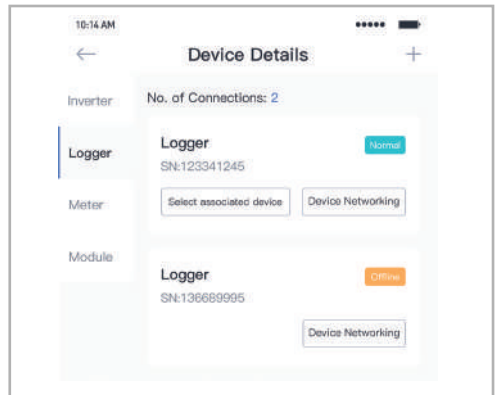 10:14 AM
Device Details
Inverter
No. of Connections: 2
Logger
Logger
Normal
SN:123341245
Meter
Select associated device
Device Networking
Module
Logger
Offline
SN:136689995
Device Networking